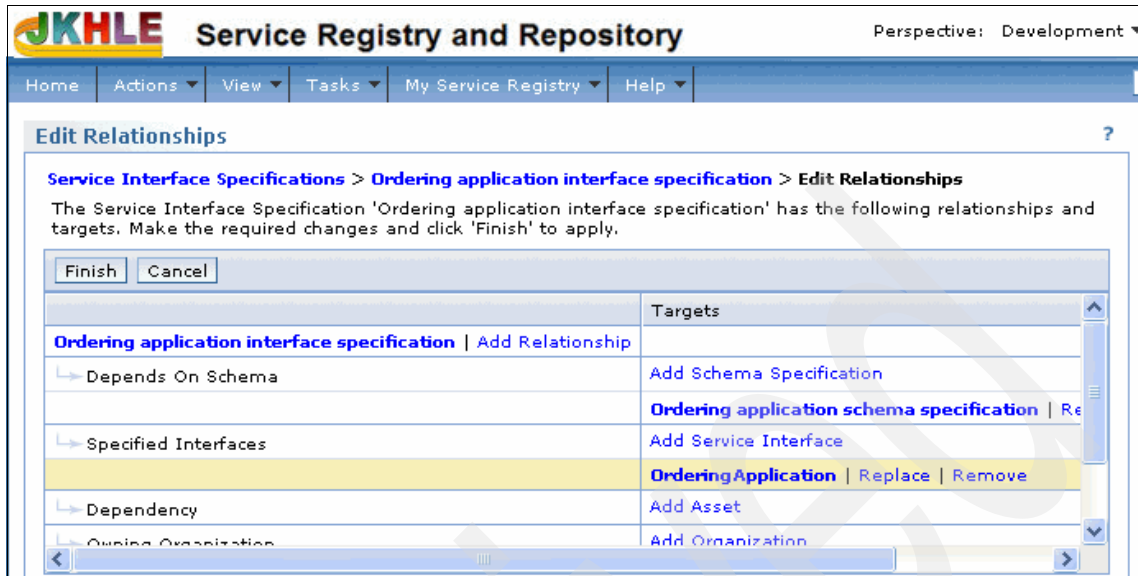 JKHLE Service Registry and Repository Perspective: Development
Home Actions View Tasks My Service Registry Help
Edit Relationships ?
Service Interface Specifications > Ordering application interface specification > Edit Relationships
The Service Interface Specification 'Ordering application interface specification' has the following relationships and
targets. Make the required changes and click 'Finish' to apply.
Finish Cancel
Targets
Ordering application interface specification | Add Relationship
Depends On Schema Add Schema Specification
Ordering application schema specification | Re
Specified Interfaces Add Service Interface
OrderingApplication | Replace | Remove
Dependency Add Asset
Owning Organization Add Organization